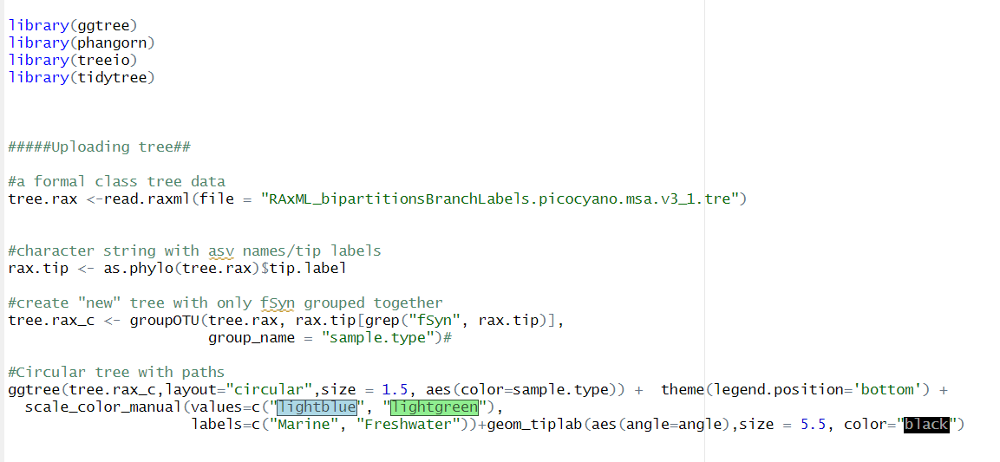 library(ggtree)
library(phangorn)
library(treeio)
library(tidytree)
#####Uploading tree##
#a formal class tree data
tree.rax <-read.raxml(file = "RAxML_bipartitionsBranchLabels.picocyano.msa.v3_1.tre")
#character string with asv names/tip labels
rax.tip <- as.phylo(tree.rax)$tip.label
#create "new" tree with only fSyn grouped together
tree.rax_c <- groupOTU(tree.rax, rax.tip[grep("fSyn", rax.tip)],
group_name = "sample.type")#
#Circular tree with paths
ggtree(tree.rax_c,layout="circular",size = 1.5, aes(color=sample.type)) +  theme(legend.position='bottom') +
scale_color_manual(values=c("lightblue", "lightgreen"),
labels=c("Marine", "Freshwater"))+geom_tiplab(aes(angle=angle),size = 5.5, color="black")